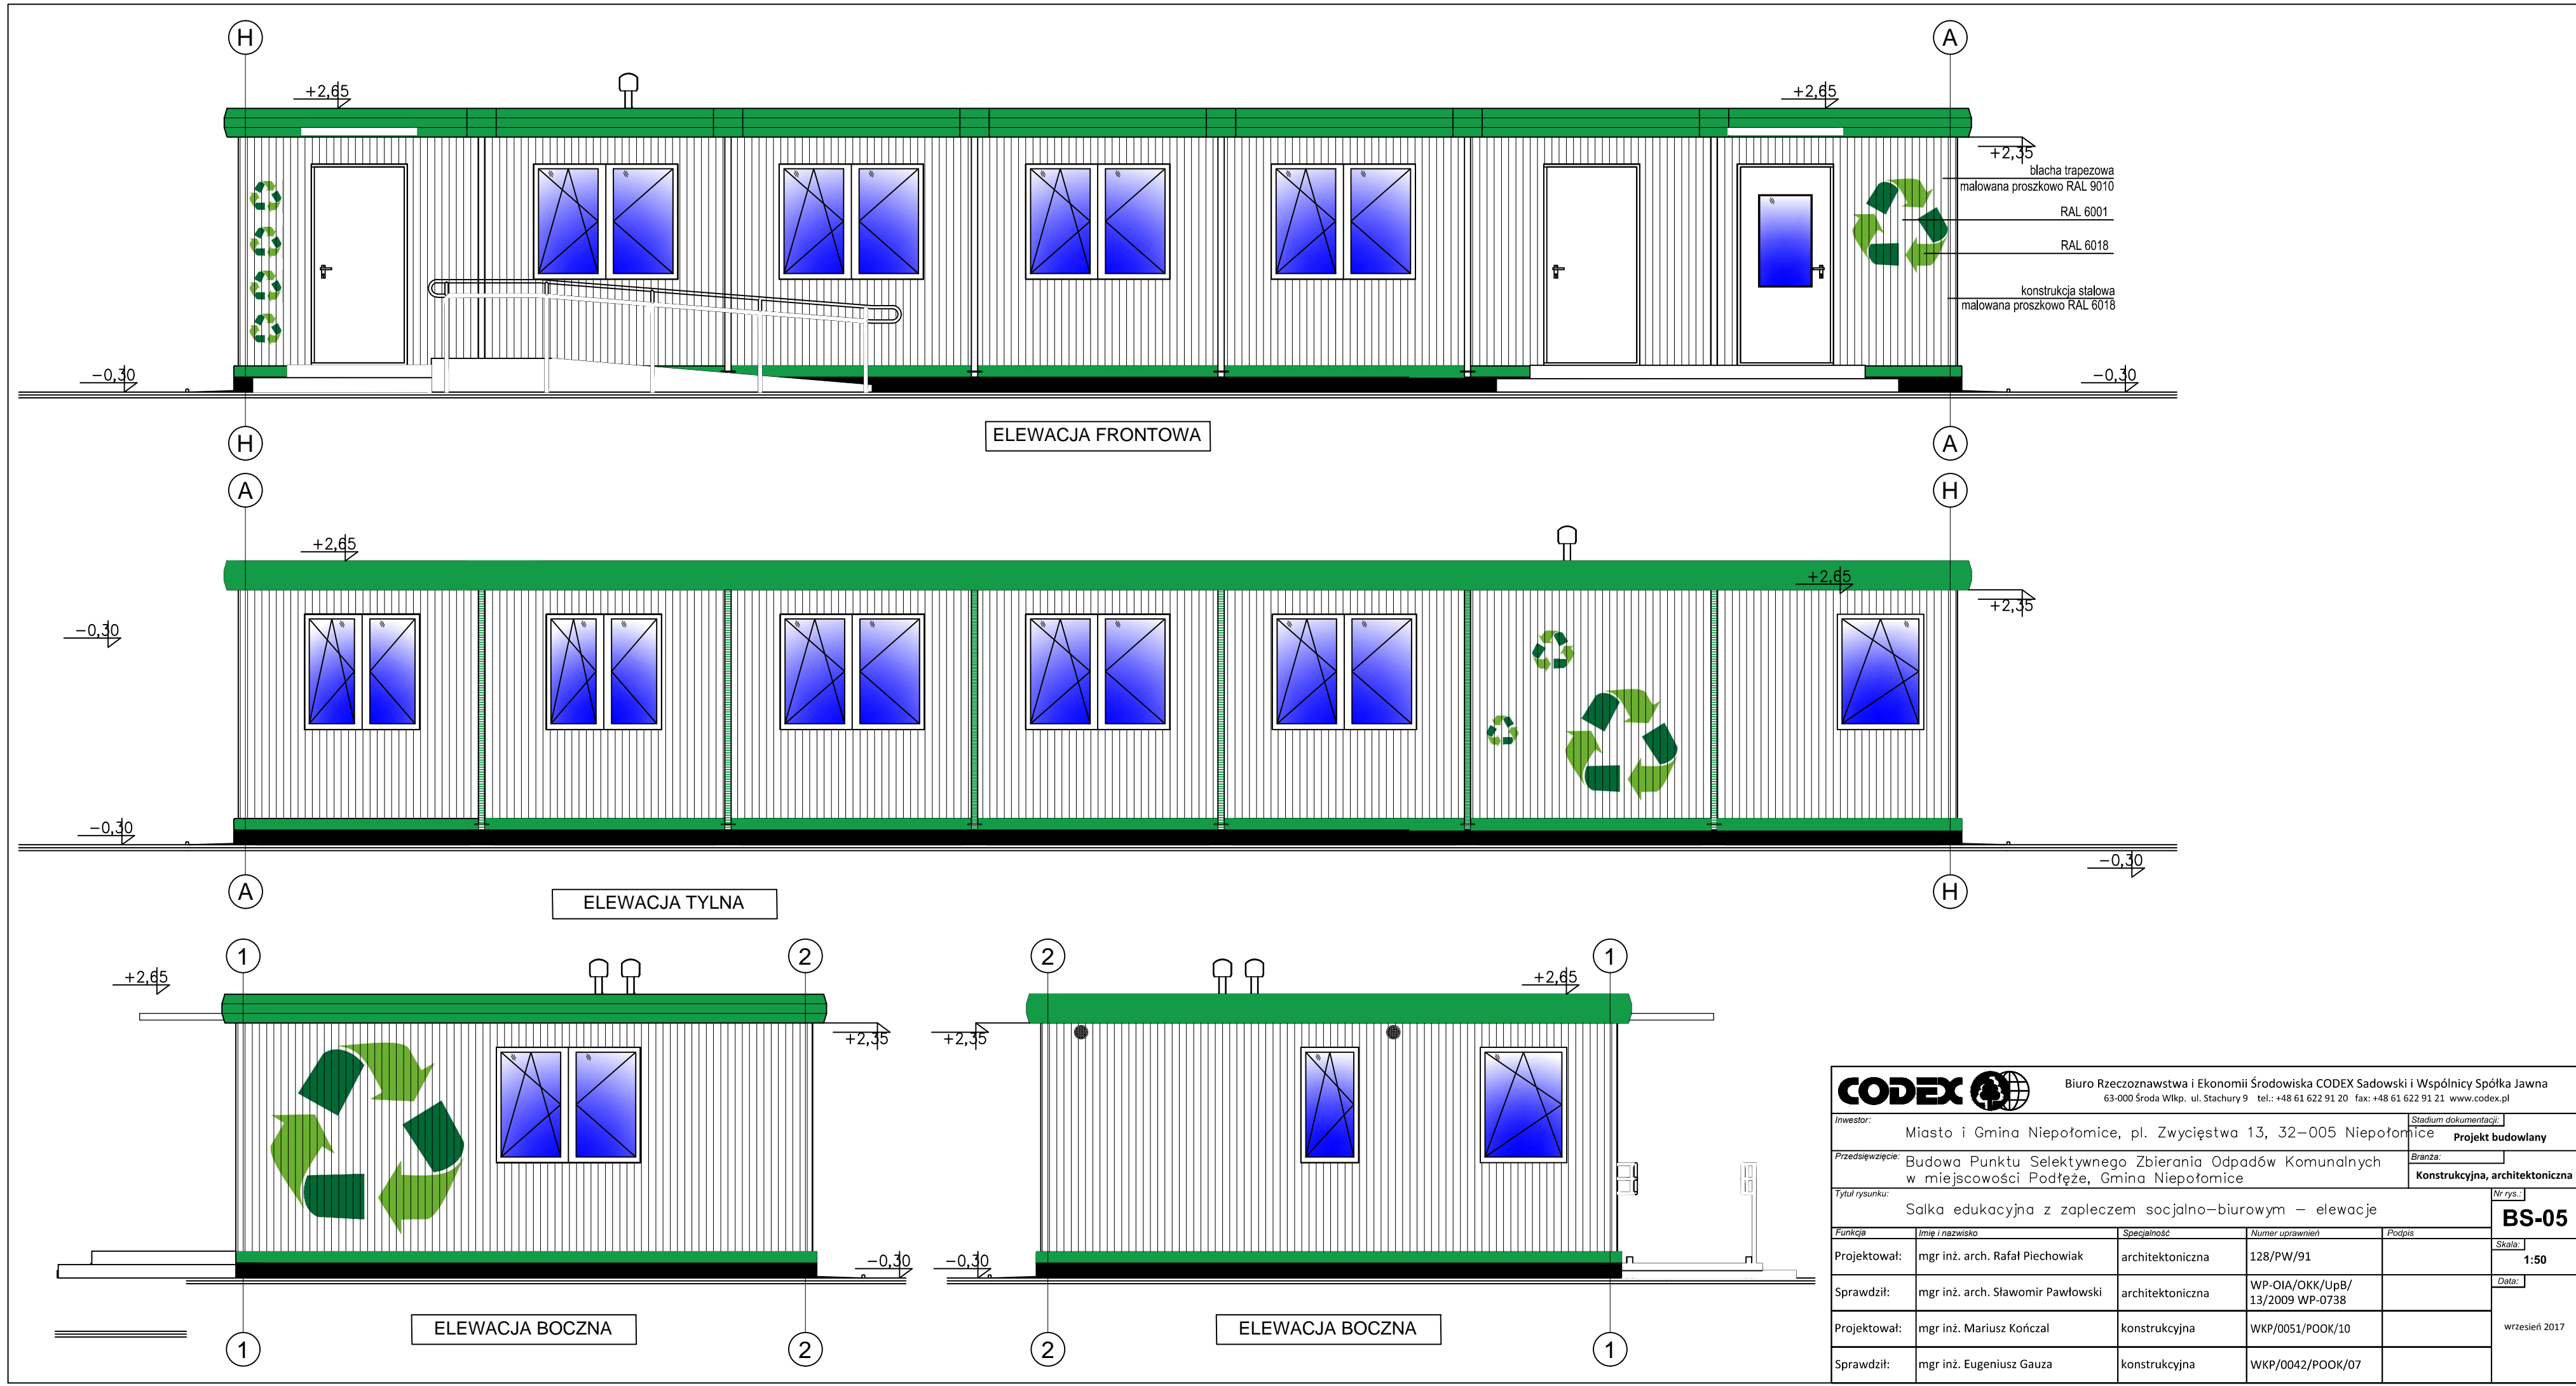 H
A
+2,65
+2,65
+2,35
blacha trapezowa
malowana proszkowo RAL 9010
RAL 6001
RAL 6018
konstrukcja stalowa
malowana proszkowo RAL 6018
−0,30
−0,30
H
ELEWACJA FRONTOWA
A
A
H
+2,65
+2,65
+2,35
−0,30
−0,30
−0,30
A
ELEWACJA TYLNA
H
1
2
2
1
+2,65
+2,65
+2,35
+2,35
−0,30
−0,30
ELEWACJA BOCZNA
ELEWACJA BOCZNA
1
2
2
1
CODEX
Biuro Rzeczoznawstwa i Ekonomii Środowiska CODEX Sadowski i Wspólnicy Spółka Jawna
63-000 Środa Wlkp. ul. Stachury 9 tel.: +48 61 622 91 20 fax: +48 61 622 91 21 www.codex.pl
Inwestor:
Miasto i Gmina Niepołomice, pl. Zwycięstwa 13, 32−005 Niepołomice
Stadium dokumentacji:
Projekt budowlany
Przedsięwzięcie:
Budowa Punktu Selektywnego Zbierania Odpadów Komunalnych
w miejscowości Podłęże, Gmina Niepołomice
Branża:
Konstrukcyjna, architektoniczna
Tytuł rysunku:
Salka edukacyjna z zapleczem socjalno−biurowym − elewacje
Nr rys.:
BS-05
Funkcja Imię i nazwisko Specjalność Numer uprawnień Podpis
Skala:
1:50
Projektował: mgr inż. arch. Rafał Piechowiak architektoniczna 128/PW/91
Data:
wrzesień 2017
Sprawdził: mgr inż. arch. Sławomir Pawłowski architektoniczna WP-OIA/OKK/UpB/
13/2009 WP-0738
Projektował: mgr inż. Mariusz Kończal konstrukcyjna WKP/0051/POOK/10
Sprawdził: mgr inż. Eugeniusz Gauza konstrukcyjna WKP/0042/POOK/07